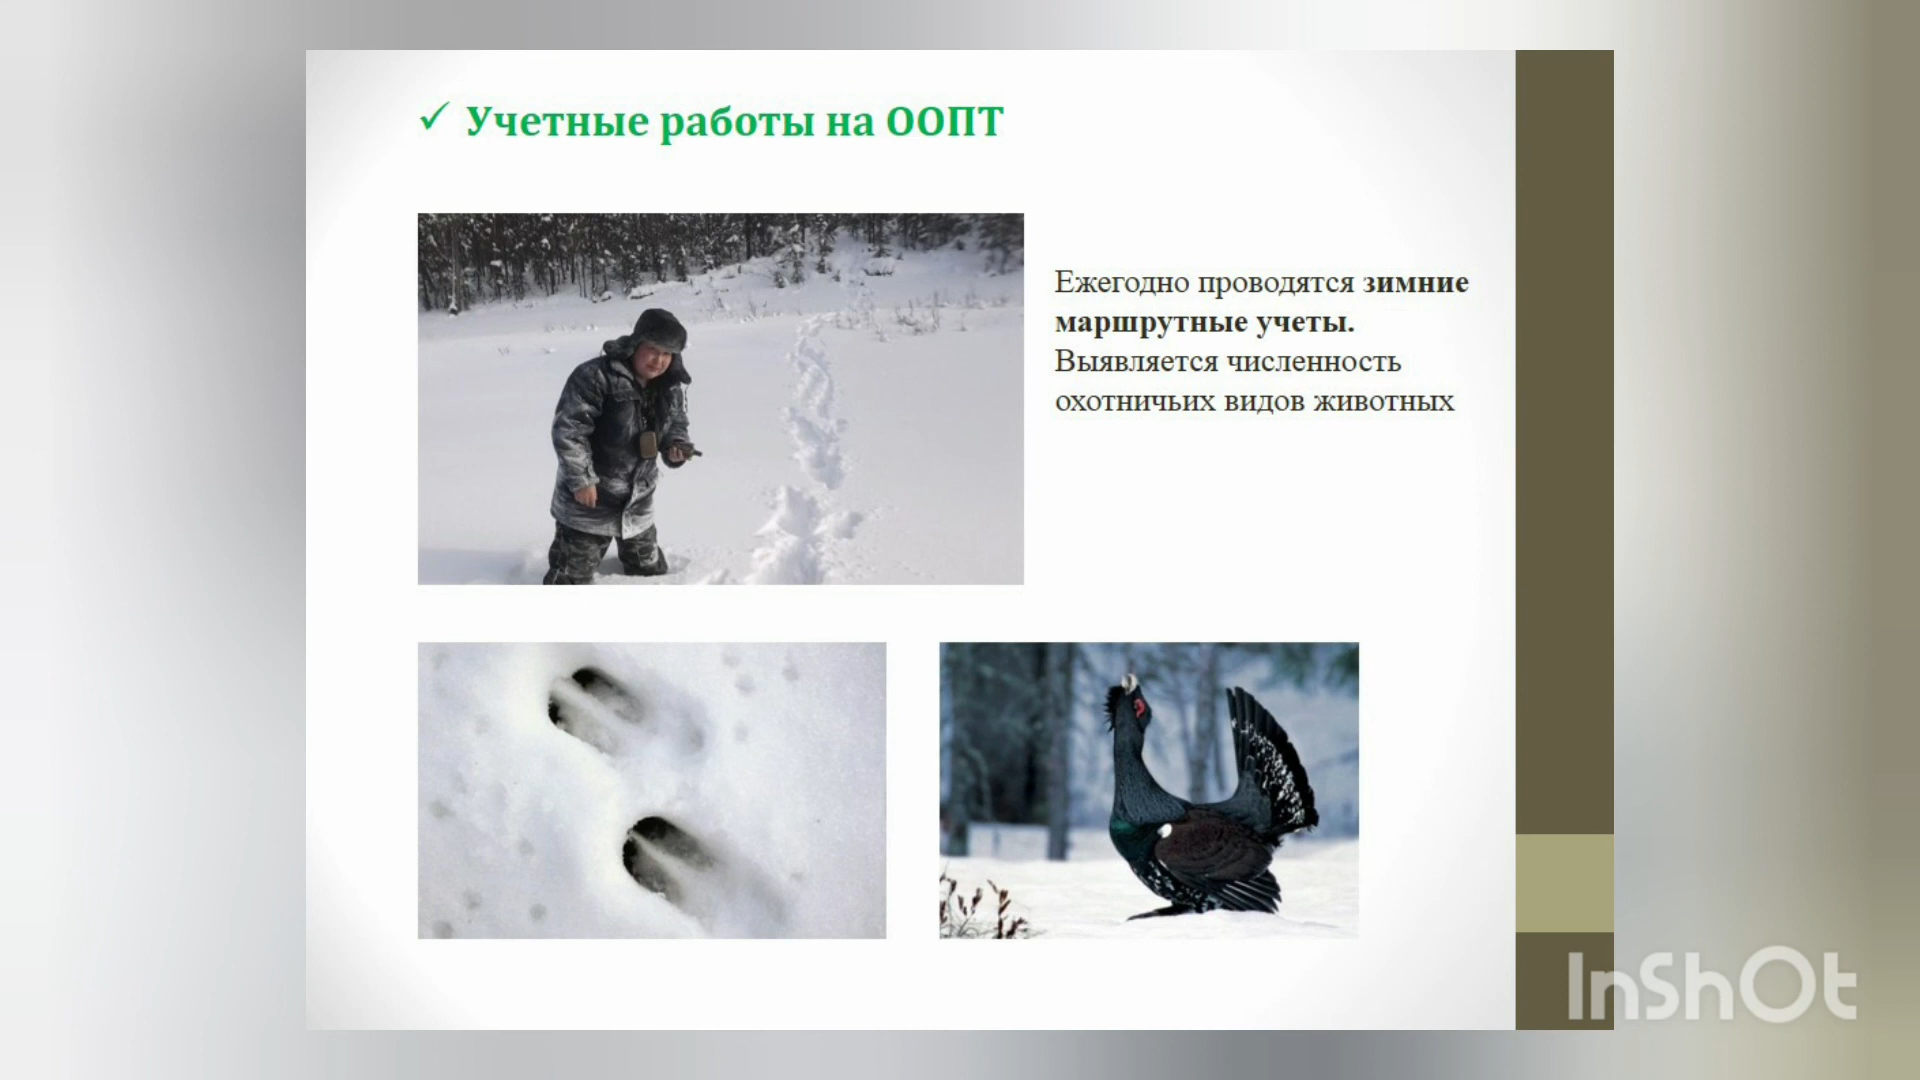 Учетные работы на ООПТ
Ежегодно проводятся зимние
маршрутные учеты.
Выявляется численность
охотничьих видов животных
InShOt